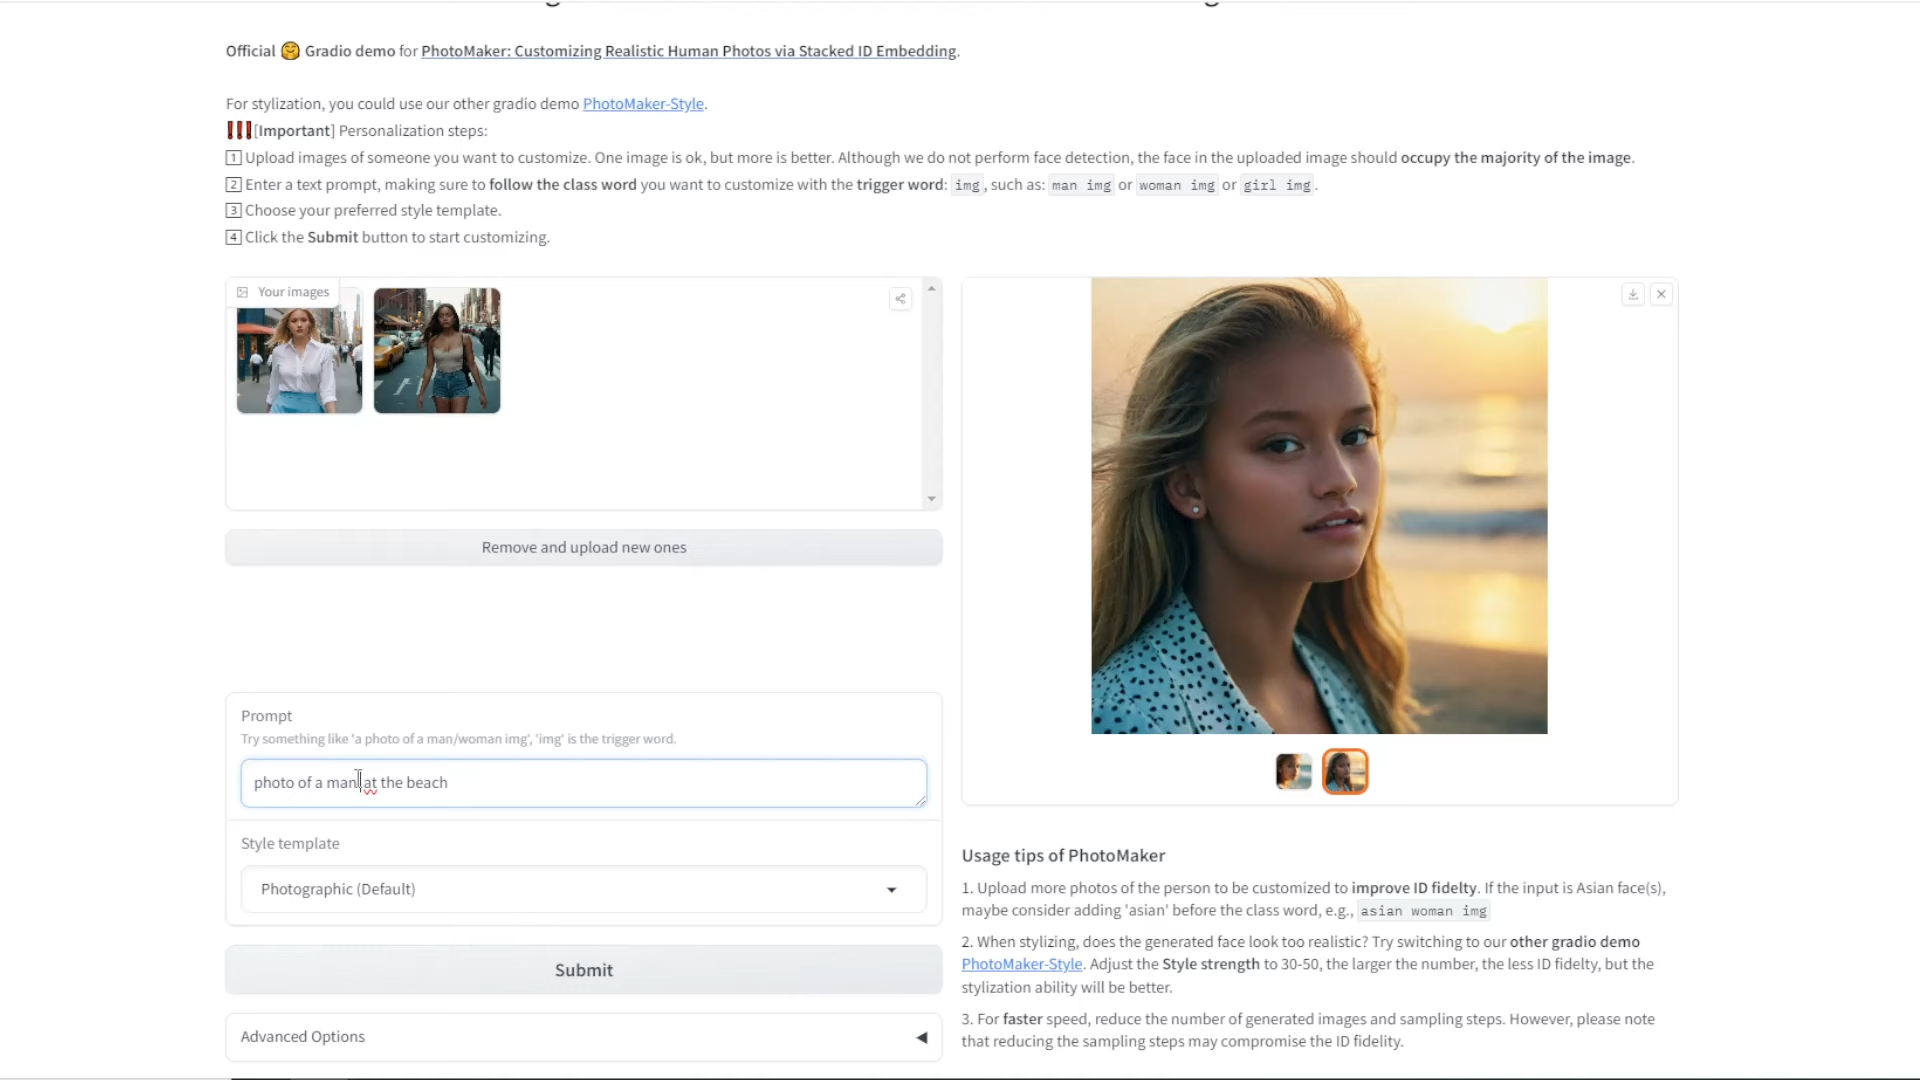 Official 🤗 Gradio demo for PhotoMaker: Customizing Realistic Human Photos via Stacked ID Embedding.
For stylization, you could use our other gradio demo PhotoMaker-Style.
❗❗❗[Important] Personalization steps:
1️⃣ Upload images of someone you want to customize. One image is ok, but more is better. Although we do not perform face detection, the face in the uploaded image should occupy the majority of the image.
2️⃣ Enter a text prompt, making sure to follow the class word you want to customize with the trigger word: img, such as: man img or woman img or girl img.
3️⃣ Choose your preferred style template.
4️⃣ Click the Submit button to start customizing.
Your images
Remove and upload new ones
Prompt
Try something like 'a photo of a man/woman img', 'img' is the trigger word.
photo of a man at the beach
Style template
Photographic (Default)
Submit
Advanced Options
Usage tips of PhotoMaker
1. Upload more photos of the person to be customized to improve ID fidelty. If the input is Asian face(s),
maybe consider adding 'asian' before the class word, e.g., asian woman img
2. When stylizing, does the generated face look too realistic? Try switching to our other gradio demo
PhotoMaker-Style. Adjust the Style strength to 30-50, the larger the number, the less ID fidelty, but the
stylization ability will be better.
3. For faster speed, reduce the number of generated images and sampling steps. However, please note
that reducing the sampling steps may compromise the ID fidelity.